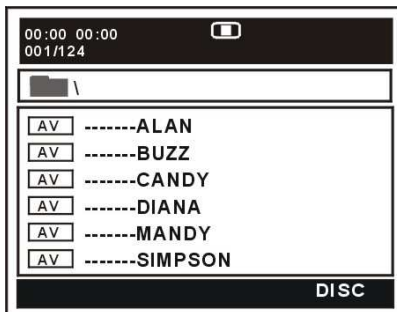 00:00 00:00
001/124
\
AV -------ALAN
AV -------BUZZ
AV -------CANDY
AV -------DIANA
AV -------MANDY
AV -------SIMPSON
DISC